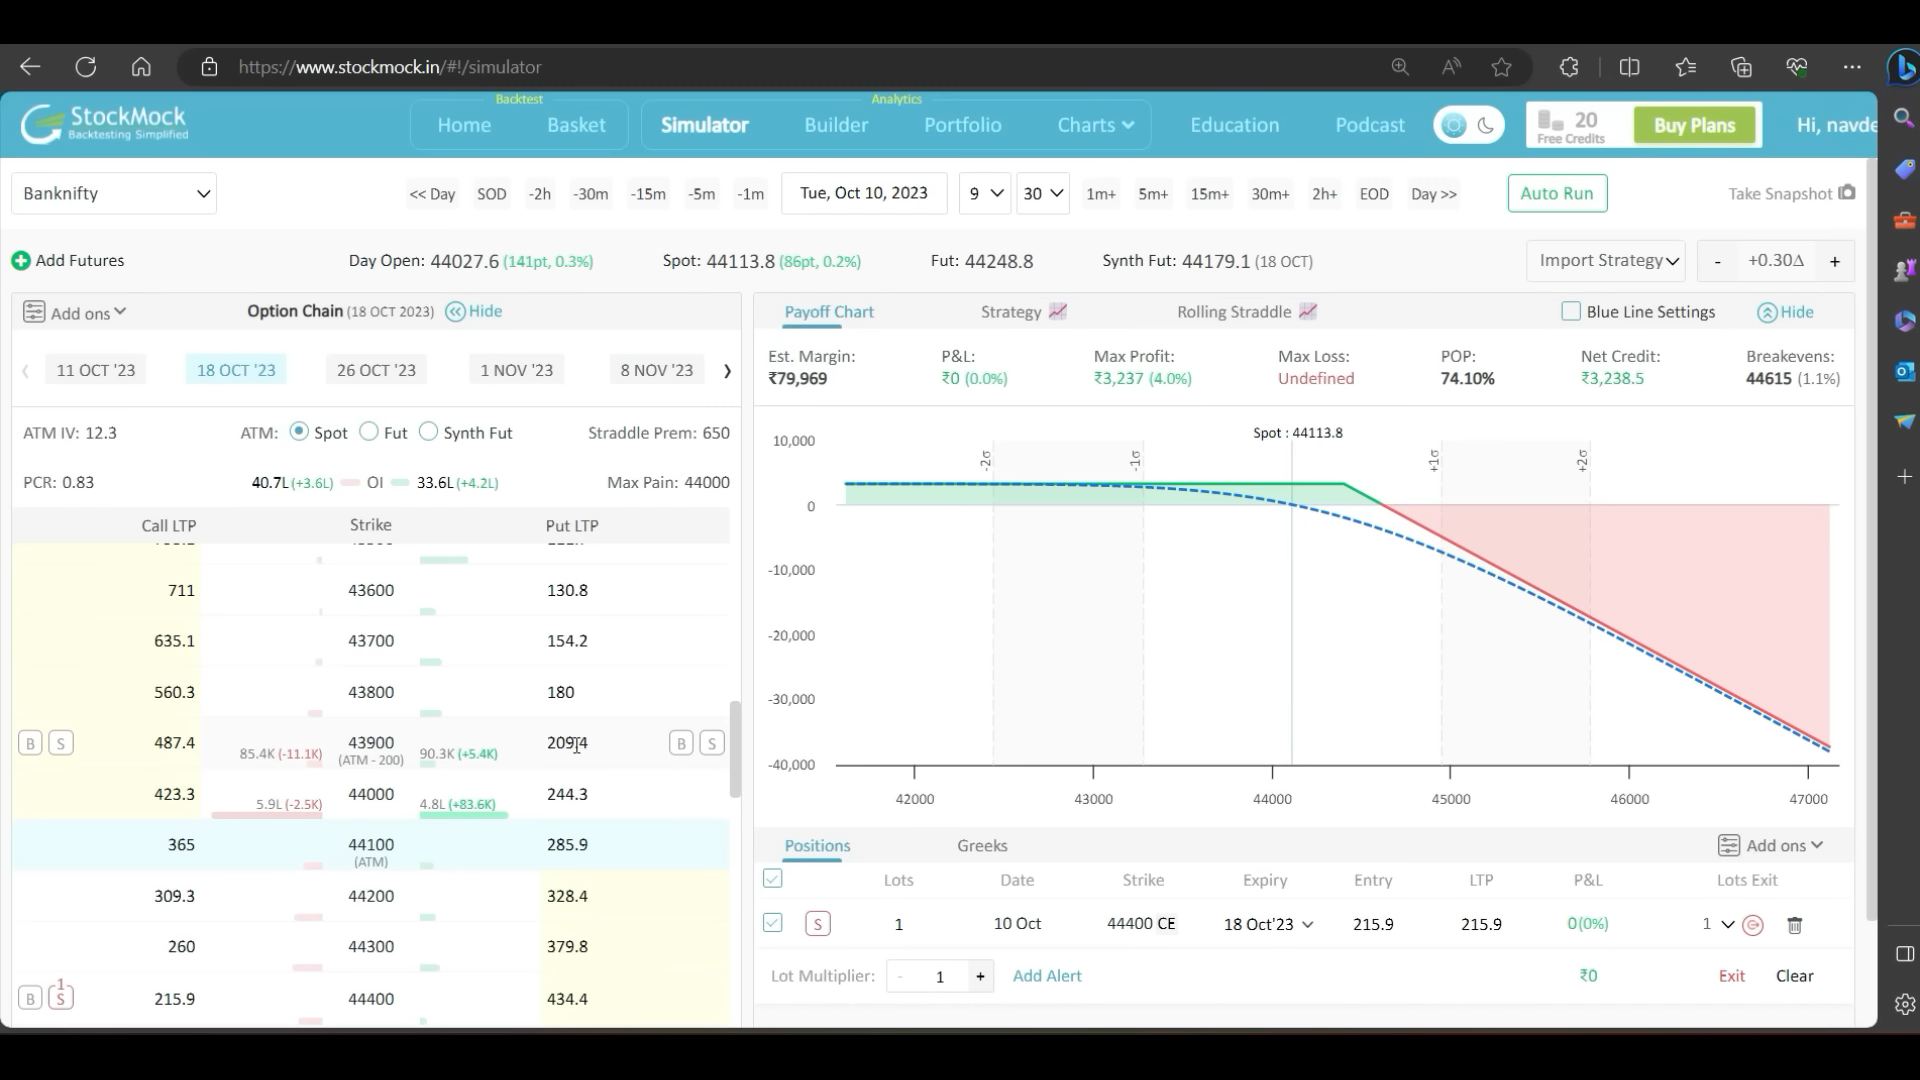 https://www.stockmock.in/#!/simulator
StockMock
Backtesting Simplified
Backtest
Home
Basket
Simulator
Analytics
Builder
Portfolio
Charts
Education
Podcast
20
Free Credits
Buy Plans
Hi, navde
Banknifty
<< Day
SOD
-2h
-30m
-15m
-5m
-1m
Tue, Oct 10, 2023
9
30
1m+
5m+
15m+
30m+
2h+
EOD
Day >>
Auto Run
Take Snapshot
Add Futures
Day Open: 44027.6 (141pt, 0.3%)
Spot: 44113.8 (86pt, 0.2%)
Fut: 44248.8
Synth Fut: 44179.1 (18 OCT)
Import Strategy
- +0.30Δ +
Add ons
Option Chain (18 OCT 2023)
Hide
11 OCT '23
18 OCT '23
26 OCT '23
1 NOV '23
8 NOV '23
ATM IV: 12.3
ATM: Spot Fut Synth Fut
Straddle Prem: 650
PCR: 0.83
40.7L (+3.6L) OI 33.6L (+4.2L)
Max Pain: 44000
Call LTP Strike Put LTP
711 43600 130.8
635.1 43700 154.2
560.3 43800 180
B S 487.4 85.4K (-11.1K) 43900 90.3K (+5.4K) 209.4 B S
(ATM - 200)
423.3 5.9L (-2.5K) 44000 4.8L (+83.6K) 244.3
365 44100 285.9
(ATM)
309.3 44200 328.4
260 44300 379.8
1
B S 215.9 44400 434.4
Payoff Chart
Strategy
Rolling Straddle
Blue Line Settings
Hide
Est. Margin: P&L: Max Profit: Max Loss: POP: Net Credit: Breakevens:
₹79,969 ₹0 (0.0%) ₹3,237 (4.0%) Undefined 74.10% ₹3,238.5 44615 (1.1%)
Spot : 44113.8
-2σ
-1σ
+1σ
+2σ
10,000
0
-10,000
-20,000
-30,000
-40,000
42000 43000 44000 45000 46000 47000
Positions
Greeks
Add ons
Lots Date Strike Expiry Entry LTP P&L Lots Exit
S 1 10 Oct 44400 CE 18 Oct'23 215.9 215.9 0(0%) 1
Lot Multiplier: - 1 + Add Alert ₹0 Exit Clear